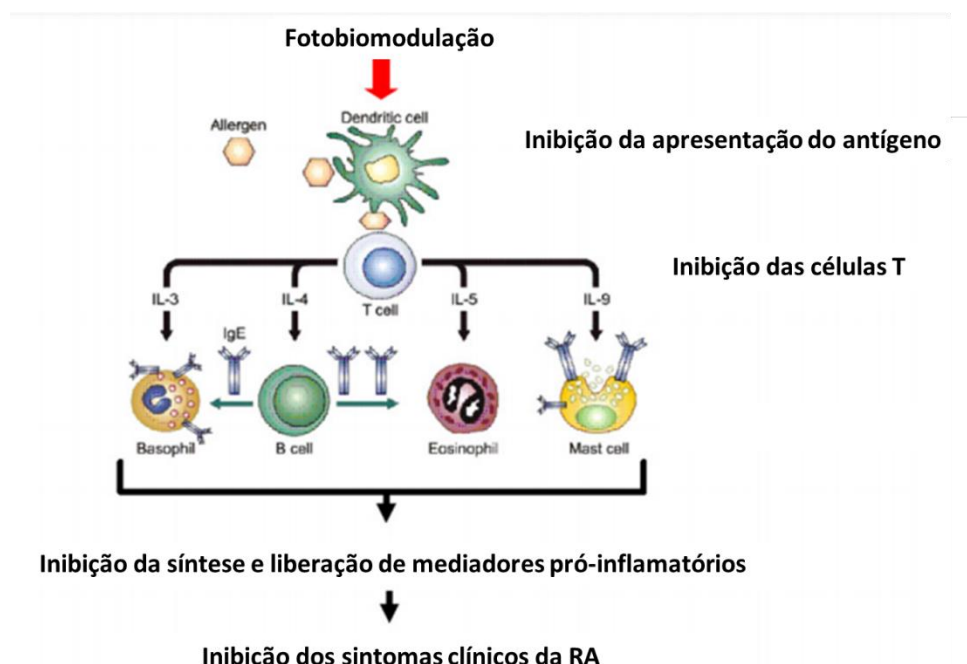 Fotobiomodulação
Allergen
Dendritic cell
Inibição da apresentação do antígeno
Inibição das células T
IL-3
IL-4
T cell
IL-5
IL-9
IgE
Basophil
B cell
Eosinophil
Mast cell
Inibição da síntese e liberação de mediadores pró-inflamatórios
Inibição dos sintomas clínicos da RA